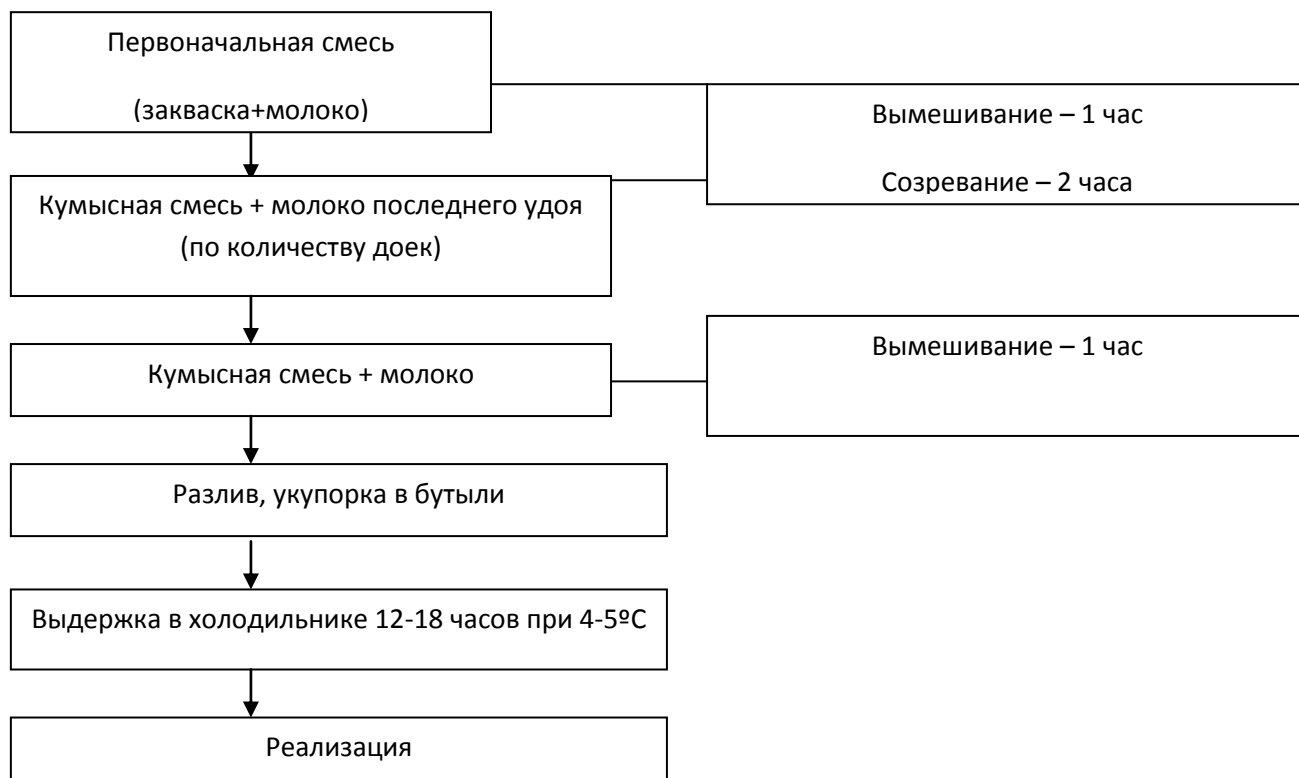 Первоначальная смесь
(закваска+молоко)
Вымешивание – 1 час
Созревание – 2 часа
Кумысная смесь + молоко последнего удоя
(по количеству доек)
Кумысная смесь + молоко
Вымешивание – 1 час
Разлив, укупорка в бутыли
Выдержка в холодильнике 12-18 часов при 4-5ºС
Реализация